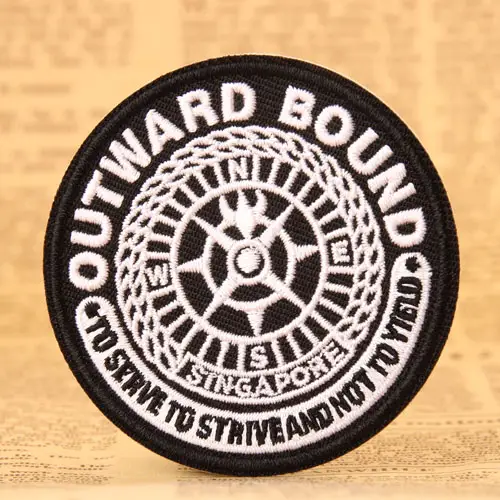 OUTWARD BOUND
N
E
W
S
SINGAPORE
TO SERVE TO STRIVE AND NOT TO YIELD